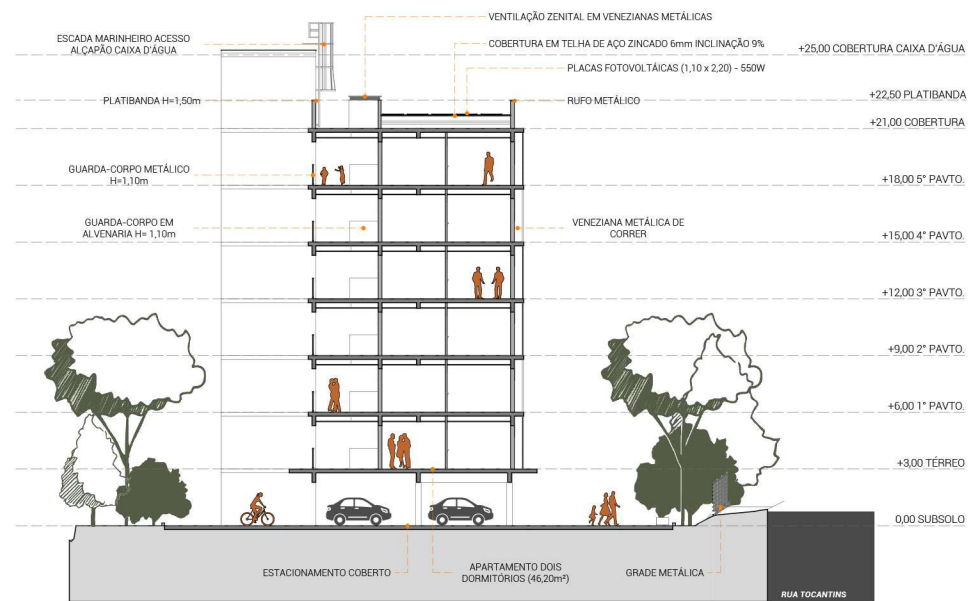 VENTILAÇÃO ZENITAL EM VENEZIANAS METÁLICAS
ESCADA MARINHEIRO ACESSO
ALÇAPÃO CAIXA D'ÁGUA
COBERTURA EM TELHA DE AÇO ZINCADO 6mm INCLINAÇÃO 9%
+25,00 COBERTURA CAIXA D'ÁGUA
PLACAS FOTOVOLTÁICAS (1,10 x 2,20) - 550W
PLATIBANDA H=1,50m
RUFO METÁLICO
+22,50 PLATIBANDA
+21,00 COBERTURA
GUARDA-CORPO METÁLICO
H=1,10m
+18,00 5° PAVTO.
GUARDA-CORPO EM
ALVENARIA H= 1,10m
VENEZIANA METÁLICA DE
CORRER
+15,00 4° PAVTO.
+12,00 3° PAVTO.
+9,00 2° PAVTO.
+6,00 1° PAVTO.
+3,00 TÉRREO
0,00 SUBSOLO
ESTACIONAMENTO COBERTO
APARTAMENTO DOIS
DORMITÓRIOS (46,20m²)
GRADE METÁLICA
RUA TOCANTINS